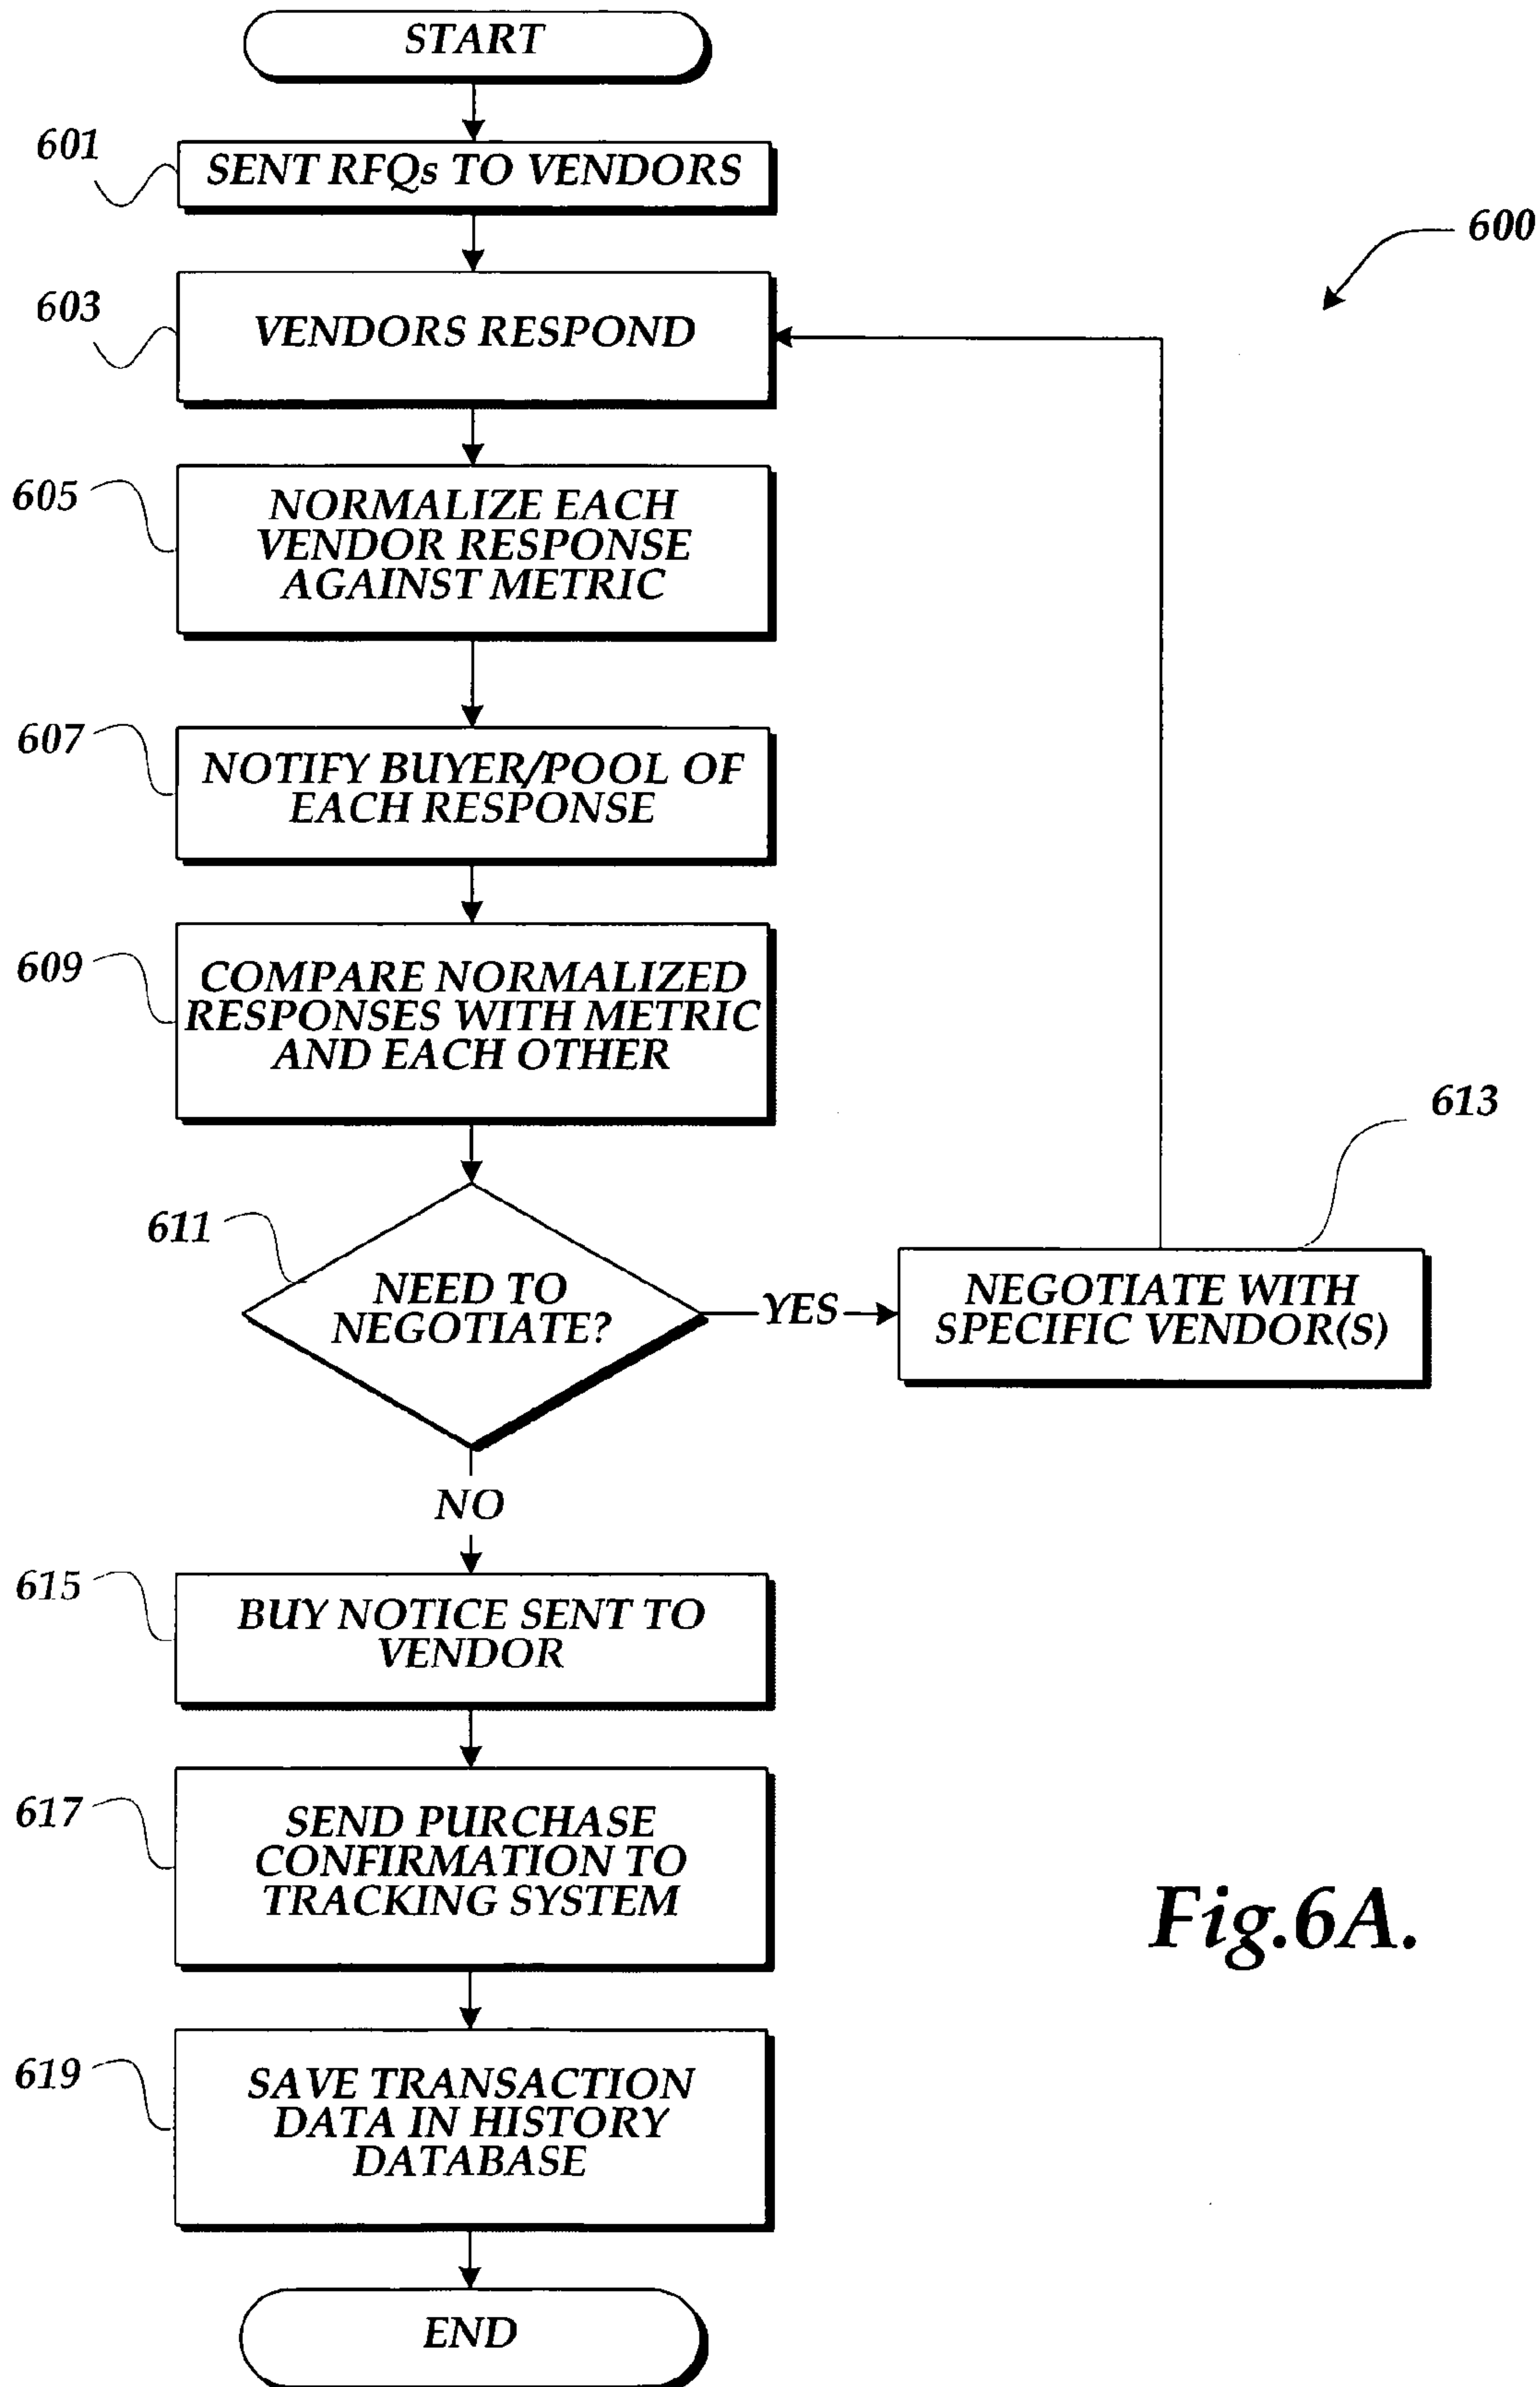 START
601
SENT RFQs TO VENDORS
600
603
VENDORS RESPOND
605
NORMALIZE EACH
VENDOR RESPONSE
AGAINST METRIC
607
NOTIFY BUYER/POOL OF
EACH RESPONSE
609
COMPARE NORMALIZED
RESPONSES WITH METRIC
AND EACH OTHER
611
NEED TO
NEGOTIATE?
YES
613
NEGOTIATE WITH
SPECIFIC VENDOR(S)
NO
615
BUY NOTICE SENT TO
VENDOR
617
SEND PURCHASE
CONFIRMATION TO
TRACKING SYSTEM
Fig.6A.
619
SAVE TRANSACTION
DATA IN HISTORY
DATABASE
END